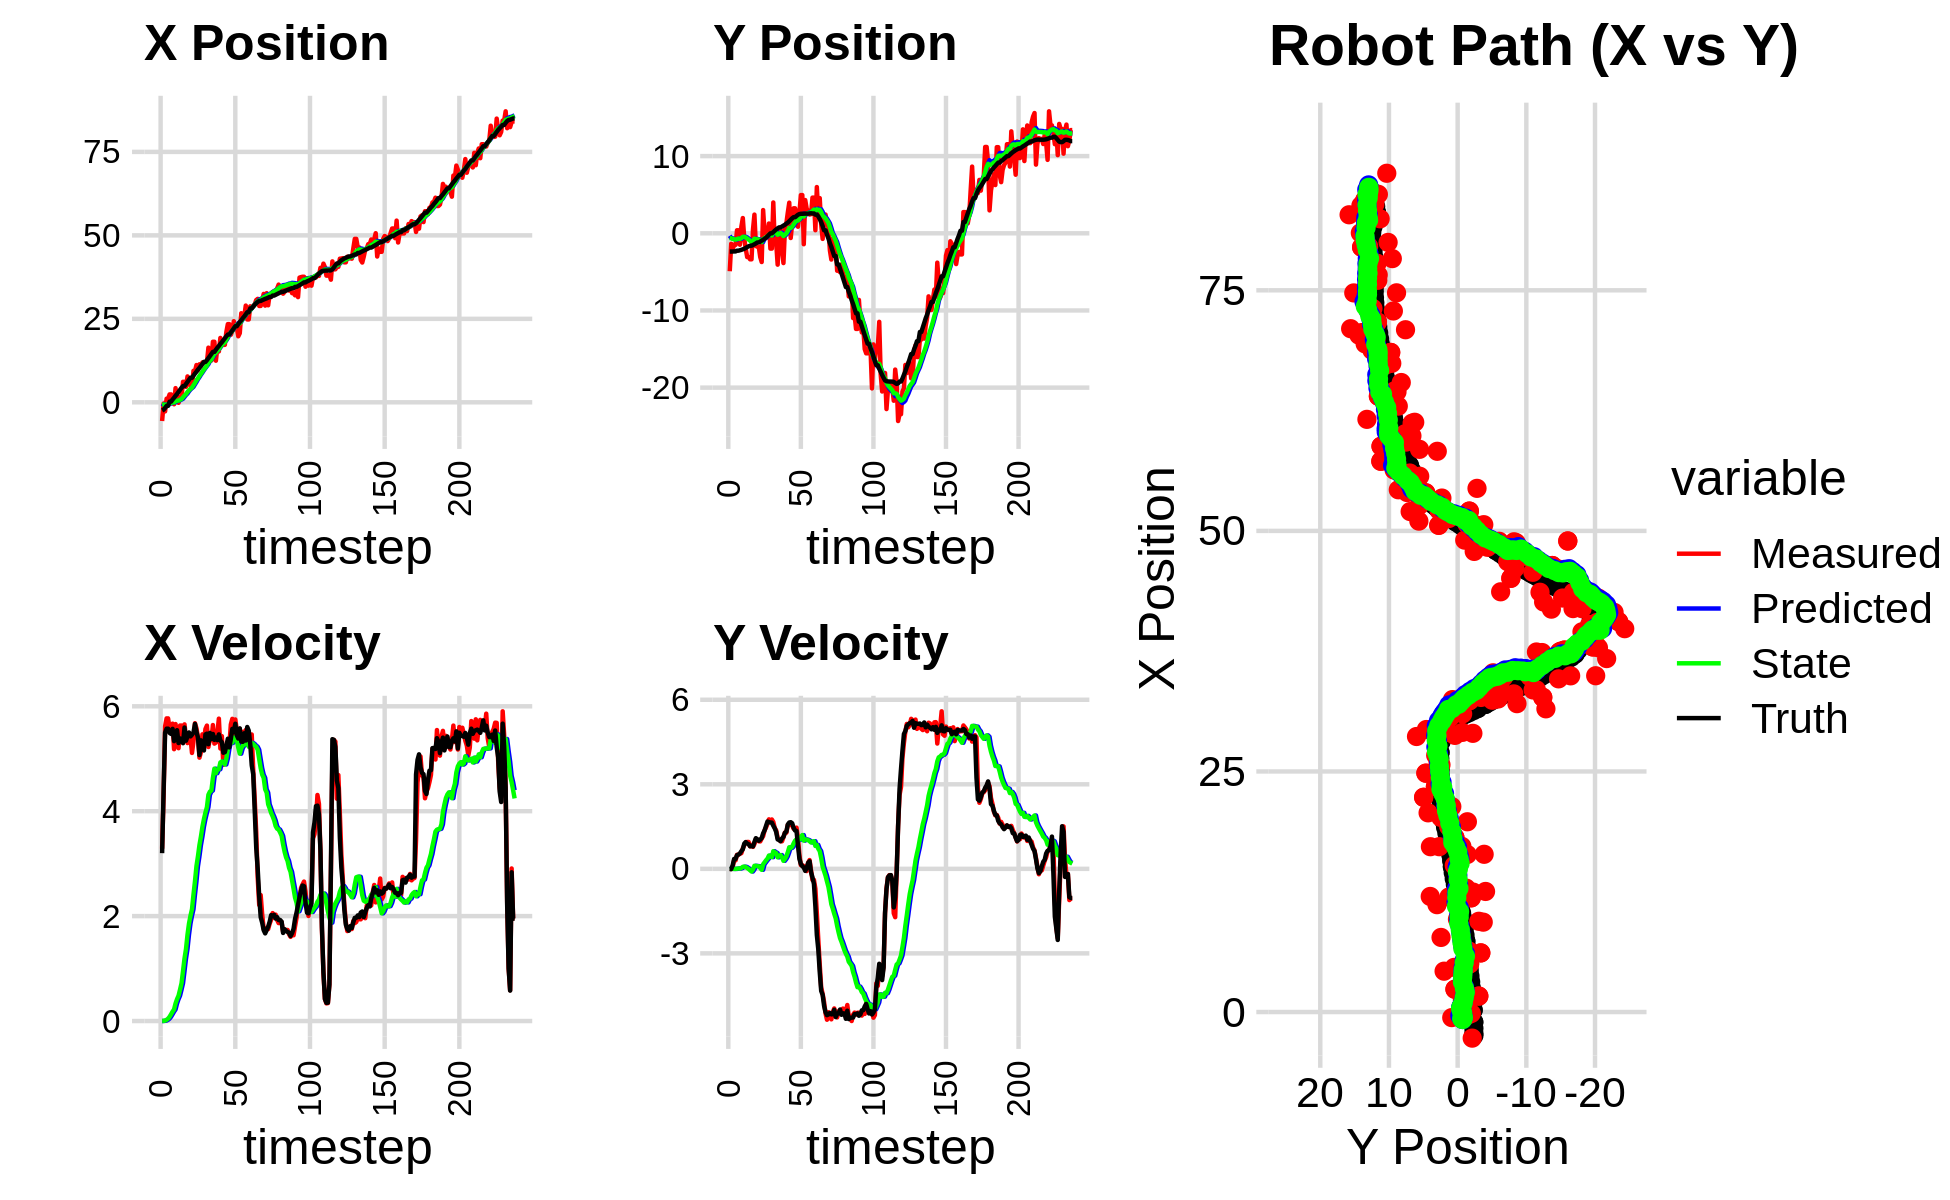 X Position
75
50
25
0
0 50 100 150 200
timestep
Y Position
10
0
-10
-20
0 50 100 150 200
timestep
X Velocity
6
4
2
0
0 50 100 150 200
timestep
Y Velocity
6
3
0
-3
0 50 100 150 200
timestep
Robot Path (X vs Y)
X Position
75
50
25
0
20 10 0 -10 -20
Y Position
variable
Measured
Predicted
State
Truth